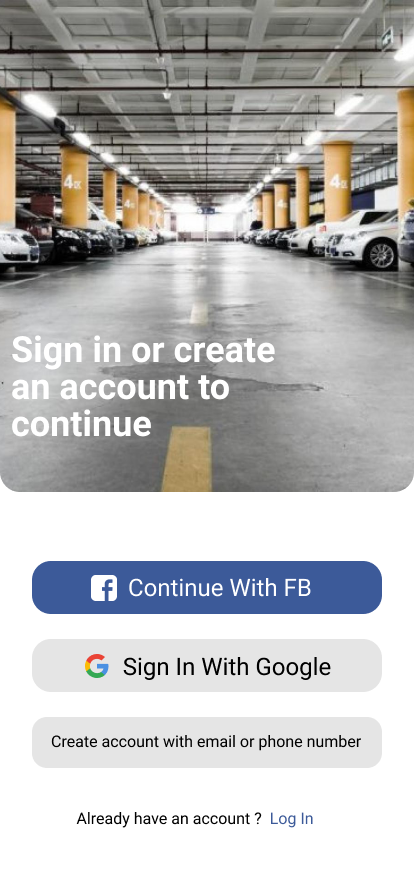 Sign in or create
an account to
continue
Continue With FB
Sign In With Google
Create account with email or phone number
Already have an account ? Log In